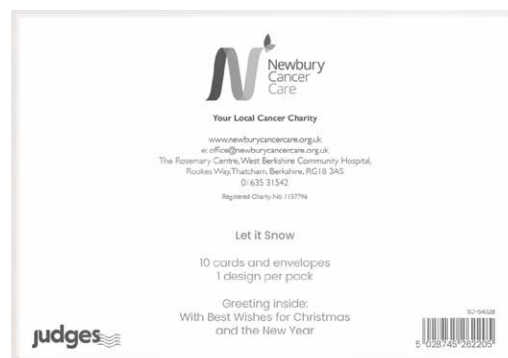 Newbury
Cancer
Care
Your Local Cancer Charity
www.newburycancercare.org.uk
e: office@newburycancercare.org.uk
The Rosemary Centre, West Berkshire Community Hospital,
Rookes Way, Thatcham, Berkshire, RG18 3AS
01635 31542
Registered Charity No 1157796
Let it Snow
10 cards and envelopes
1 design per pack
Greeting inside:
With Best Wishes for Christmas
and the New Year
judges
5 028745 262205